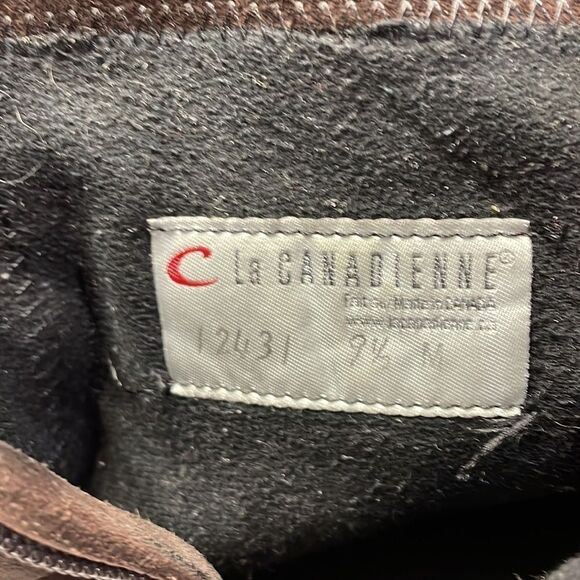 C La CANADIENNE®
Fait au/Made in CANADA
12431 9½ M